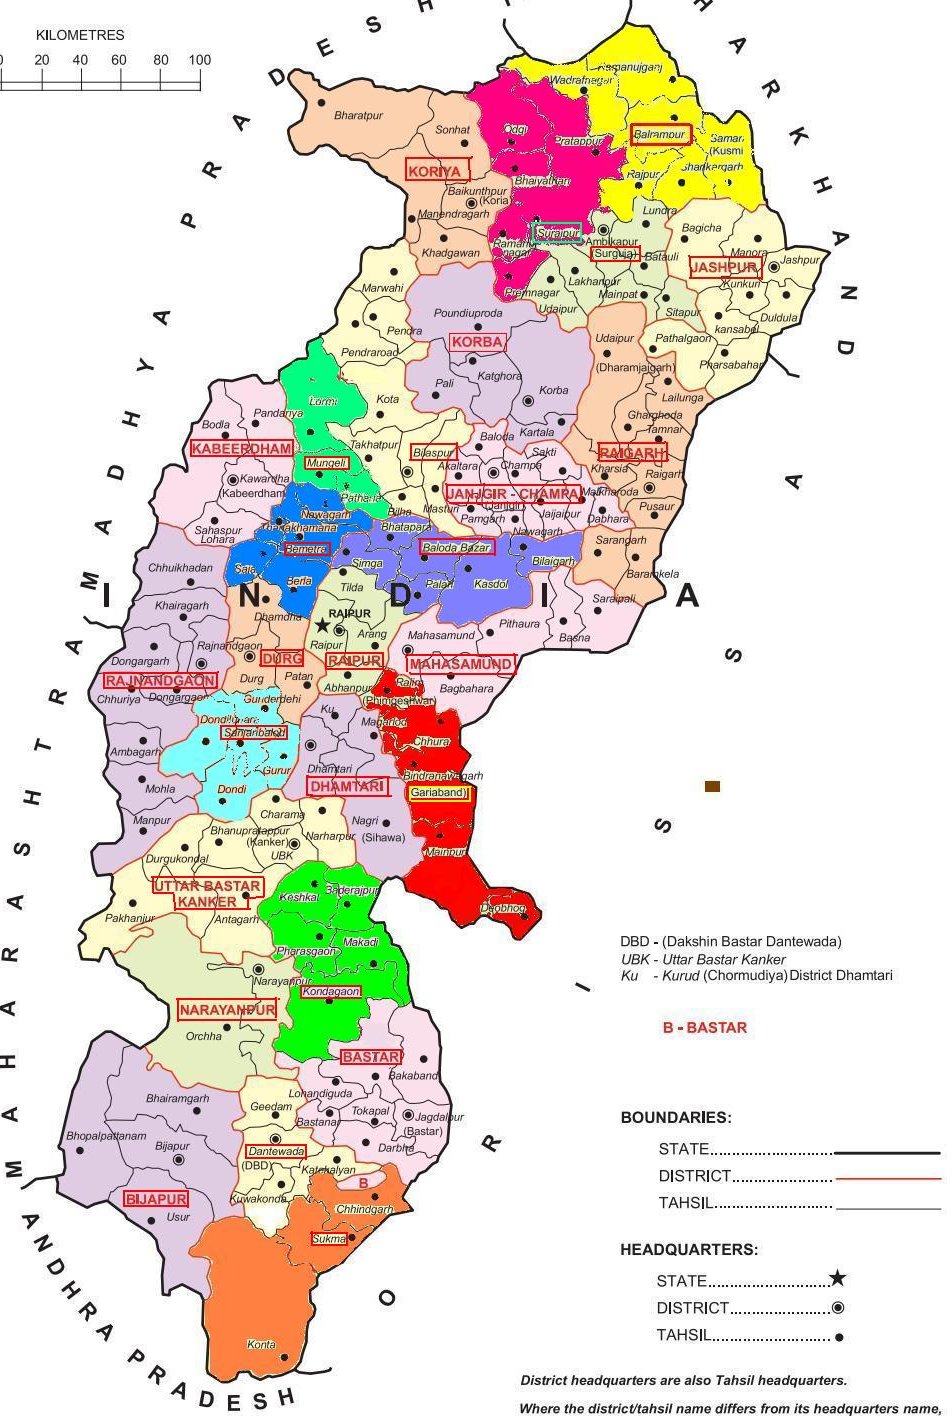 KILOMETRES
0 20 40 60 80 100
MADHYA PRADESH
JHARKHAND
Ramanujganj
Wadrafnagar
Bharatpur
Sonhat
Odgi
Pratappur
Balrampur
Samari
(Kusmi
Shankergarh
Rajpur
KORIYA
Bhaiyathan
Baikunthpur
(Koria)
Manendragarh
Khadgawan
Surajpur
Ramanuj
nagar
Premnagar
Ambikapur
(Surguja)
Lundra
Batauli
Lakhanpur
Mainpat
Udaipur
Sitapur
Bagicha
Manora
JASHPUR
Jashpur
Kunkuri
Duldula
kansabel
Pharsabahar
Pathalgaon
Marwahi
Pendra
Pendraroad
Poundiuproda
KORBA
Katghora
Pali
Korba
Kartala
Udaipur
(Dharamjaigarh)
Lailunga
Gharghoda
Tamnar
RAIGARH
Kharsia
Raigarh
Pusaur
Sarangarh
Baramkela
Lormi
Kota
Pandariya
Bodla
KABEERDHAM
Kawardha
(Kabeerdham)
Sahaspur
Lohara
Mungeli
Patharia
Takhatpur
Bilaspur
Masturi
Bilha
Akaltara
Baloda
Champa
Sakti
JANJGIR - CHAMPA
(Janjgir)
Malkharoda
Jaijaipur
Dabhara
Pamgarh
Nawagarh
Nawagarh
Thankhamaria
Bemetra
Saja
Berla
Bhatapara
Baloda Bazar
Simga
Palari
Kasdol
Bilaigarh
Chhuikhadan
Khairagarh
I N D I A
Dhamdha
Tilda
RAIPUR
Raipur
Arang
RAIPUR
Abhanpur
Mahasamund
Pithaura
Basna
Saraipali
MAHASAMUND
Bagbahara
Rajnandgaon
Dongargarh
RAJNANDGAON
Dongargaon
Chhuriya
Ambagarh
Mohla
Manpur
DURG
Durg
Patan
Gunderdehi
Sanjaribalod
Gurur
Dondi
Ku
Dhamtari
DHAMTARI
Nagri
(Sihawa)
(Phingeshwar)
Chhura
Bindranawagarh
Gariaband)
Mainpur
Deobhog
Charama
Bhanupratappur
(Kanker)
UBK
Narharpur
Durgukondal
UTTAR BASTAR
KANKER
Pakhanjur
Antagarh
Keshkal
Baderajpur
Pharasgaon
Makadi
Kondagaon
Narayanpur
NARAYANPUR
Orchha
BASTAR
Bakaband
Lohandiguda
Tokapal
Jagdalpur
(Bastar)
Bastanar
Darbha
Bhairamgarh
Bhopalpattanam
Bijapur
BIJAPUR
Usur
Geedam
Dantewada
(DBD)
Katekalyan
Kuwakonda
B
Chhindgarh
Sukma
Konta
MAHARASHTRA
ANDHRA PRADESH
ORISSA
DBD - (Dakshin Bastar Dantewada)
UBK - Uttar Bastar Kanker
Ku - Kurud (Chormudiya) District Dhamtari
B - BASTAR
BOUNDARIES:
STATE
DISTRICT
TAHSIL
HEADQUARTERS:
STATE
DISTRICT
TAHSIL
District headquarters are also Tahsil headquarters.
Where the district/tahsil name differs from its headquarters name,